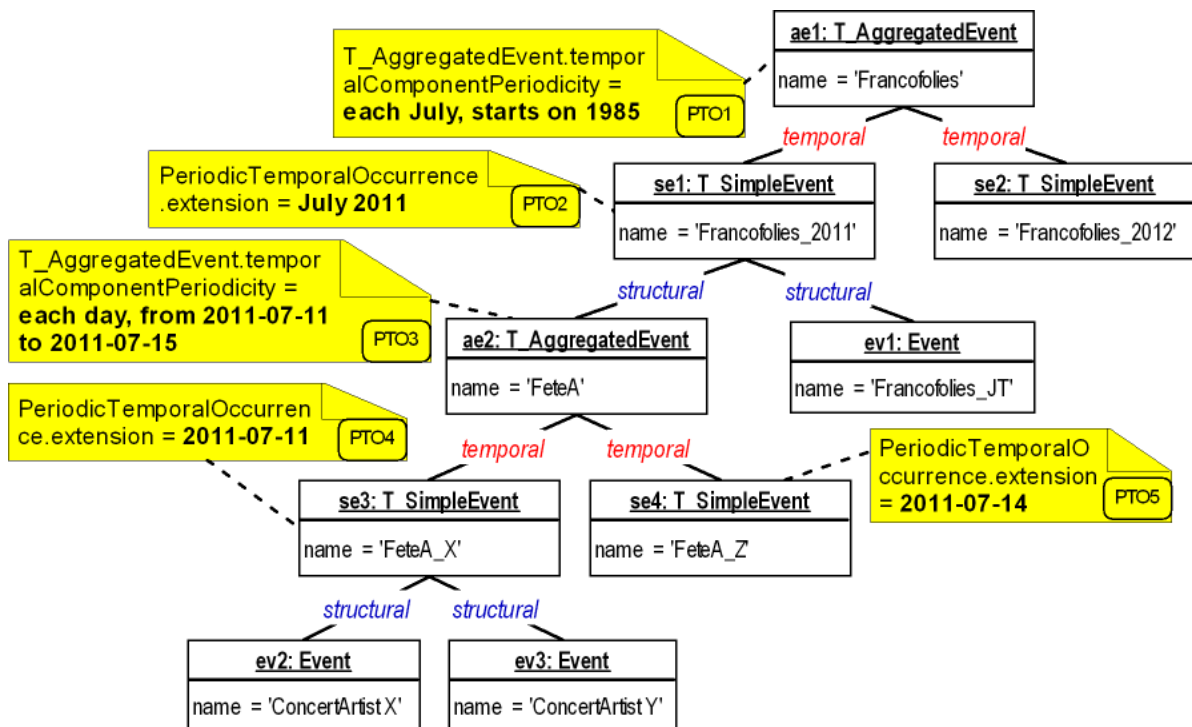 ae1: T_AggregatedEvent
name = 'Francofolies'
T_AggregatedEvent.tempor
alComponentPeriodicity =
each July, starts on 1985
PTO1
temporal
temporal
PeriodicTemporalOccurrence
.extension = July 2011
PTO2
se1: T_SimpleEvent
name = 'Francofolies_2011'
se2: T_SimpleEvent
name = 'Francofolies_2012'
T_AggregatedEvent.tempor
alComponentPeriodicity =
each day, from 2011-07-11
to 2011-07-15
PTO3
structural
structural
ae2: T_AggregatedEvent
name = 'FeteA'
ev1: Event
name = 'Francofolies_JT'
PeriodicTemporalOccurren
ce.extension = 2011-07-11
PTO4
temporal
temporal
PeriodicTemporalO
ccurrence.extension
= 2011-07-14
PTO5
se3: T_SimpleEvent
name = 'FeteA_X'
se4: T_SimpleEvent
name = 'FeteA_Z'
structural
structural
ev2: Event
name = 'ConcertArtist X'
ev3: Event
name = 'ConcertArtist Y'